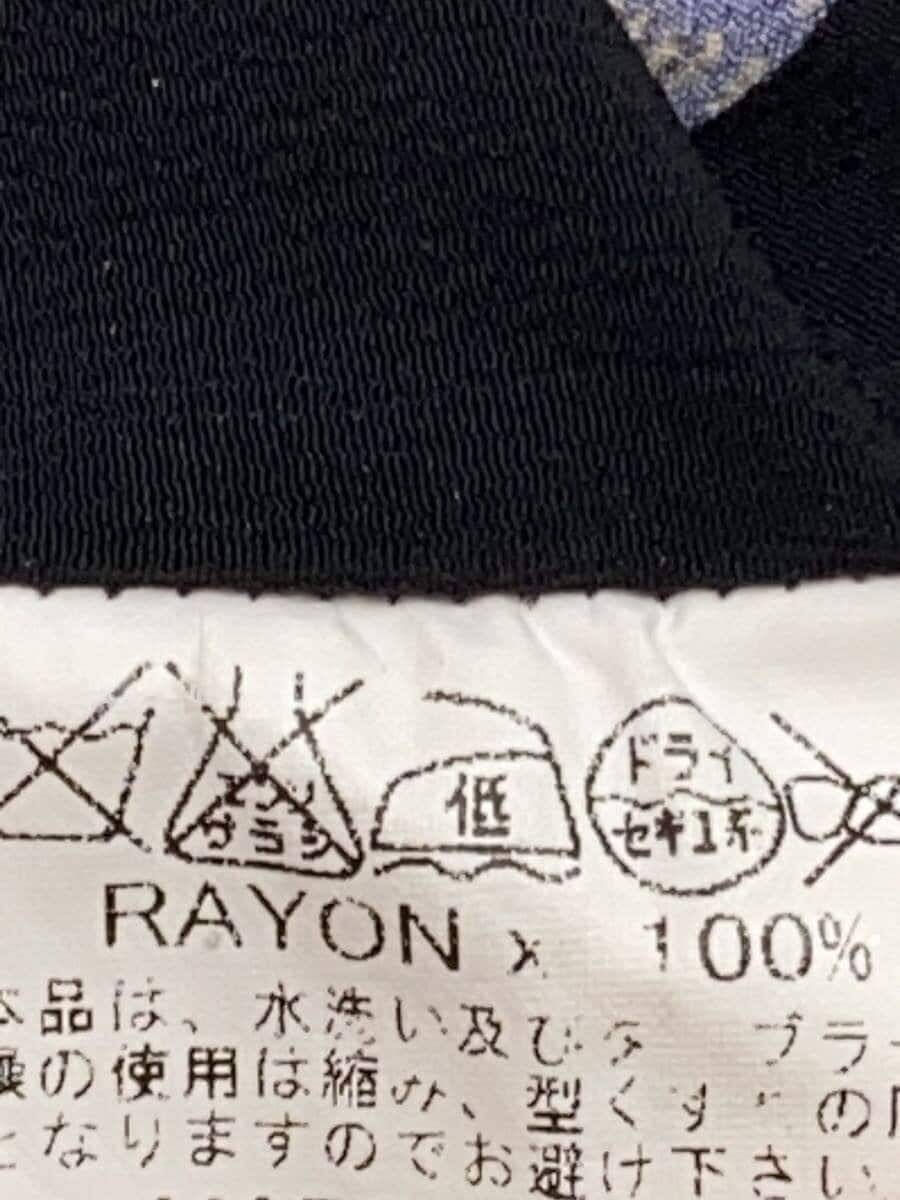 エンソ
サラシ
低
ドライ
セキユ系
RAYON 100%
本品は、水洗い及びタ ブラー
の使用は縮み、型くず の原
となりますのでお避け下さい。